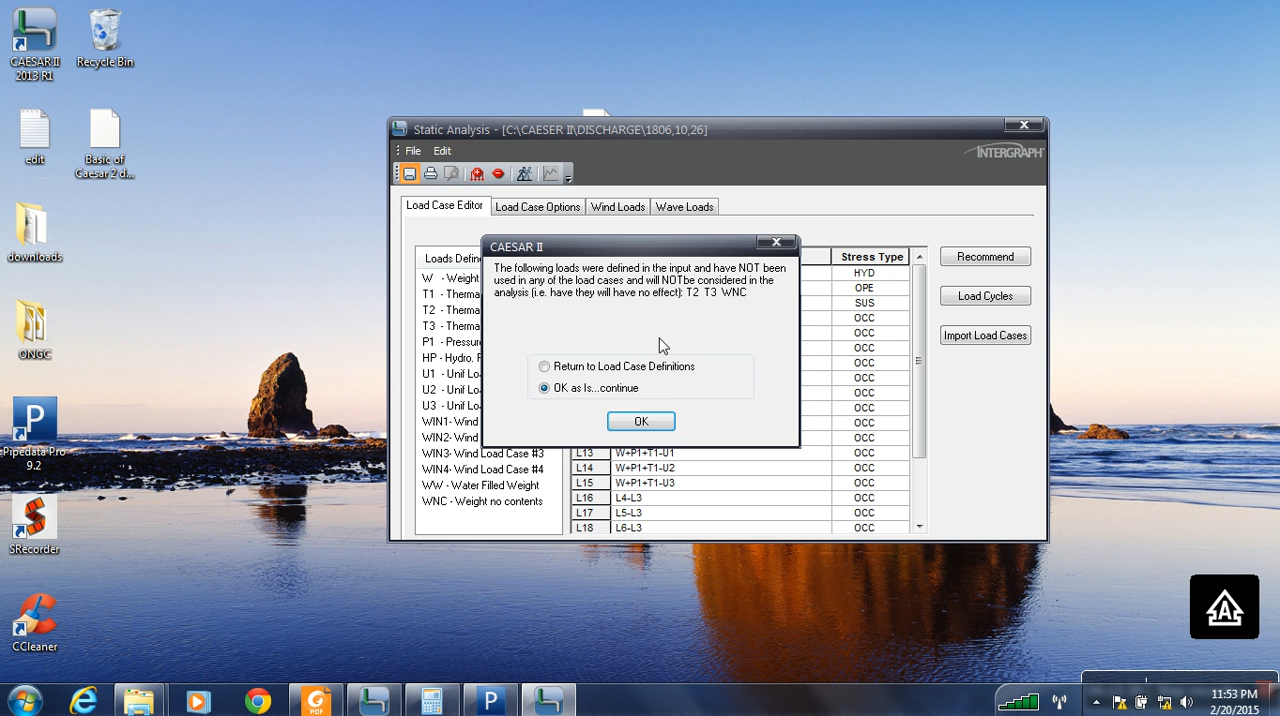 CAESAR II
2013 R1
Recycle Bin
edit
Basic of
Caesar 2 d...
downloads
ONGC
P
Pipedata Pro
9.2
SRecorder
CCleaner
Static Analysis - [C:\CAESER II\DISCHARGE\1806,10,26]
File Edit
INTERGRAPH
Load Case Editor Load Case Options Wind Loads Wave Loads
Loads Defin
W - Weight
T1 - Therma
T2 - Therma
T3 - Therma
P1 - Pressure
HP - Hydro. F
U1 - Unif Lo
U2 - Unif Lo
U3 - Unif Lo
WIN1- Wind
WIN2- Wind
WIN3- Wind Load Case #3
WIN4- Wind Load Case #4
WW - Water Filled Weight
WNC - Weight no contents
CAESAR II
The following loads were defined in the input and have NOT been
used in any of the load cases and will NOTbe considered in the
analysis (i.e. have they will have no effect): T2 T3 WNC
Return to Load Case Definitions
OK as Is...continue
OK
Stress Type
HYD
OPE
SUS
OCC
OCC
OCC
OCC
OCC
OCC
OCC
OCC
OCC
L13 W+P1+T1-U1 OCC
L14 W+P1+T1-U2 OCC
L15 W+P1+T1-U3 OCC
L16 L4-L3 OCC
L17 L5-L3 OCC
L18 L6-L3 OCC
Recommend
Load Cycles
Import Load Cases
PDF
P
11:53 PM
2/20/2015